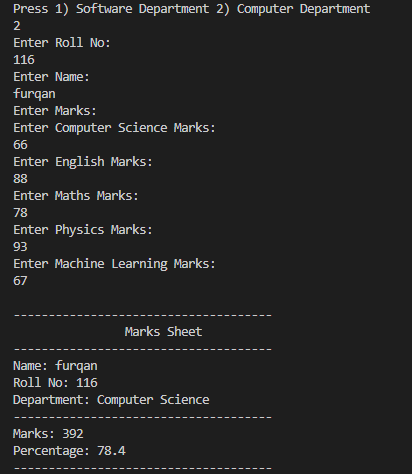 Press 1) Software Department 2) Computer Department
2
Enter Roll No:
116
Enter Name:
furqan
Enter Marks:
Enter Computer Science Marks:
66
Enter English Marks:
88
Enter Maths Marks:
78
Enter Physics Marks:
93
Enter Machine Learning Marks:
67
-------------------------------------
Marks Sheet
-------------------------------------
Name: furqan
Roll No: 116
Department: Computer Science
-------------------------------------
Marks: 392
Percentage: 78.4
-------------------------------------